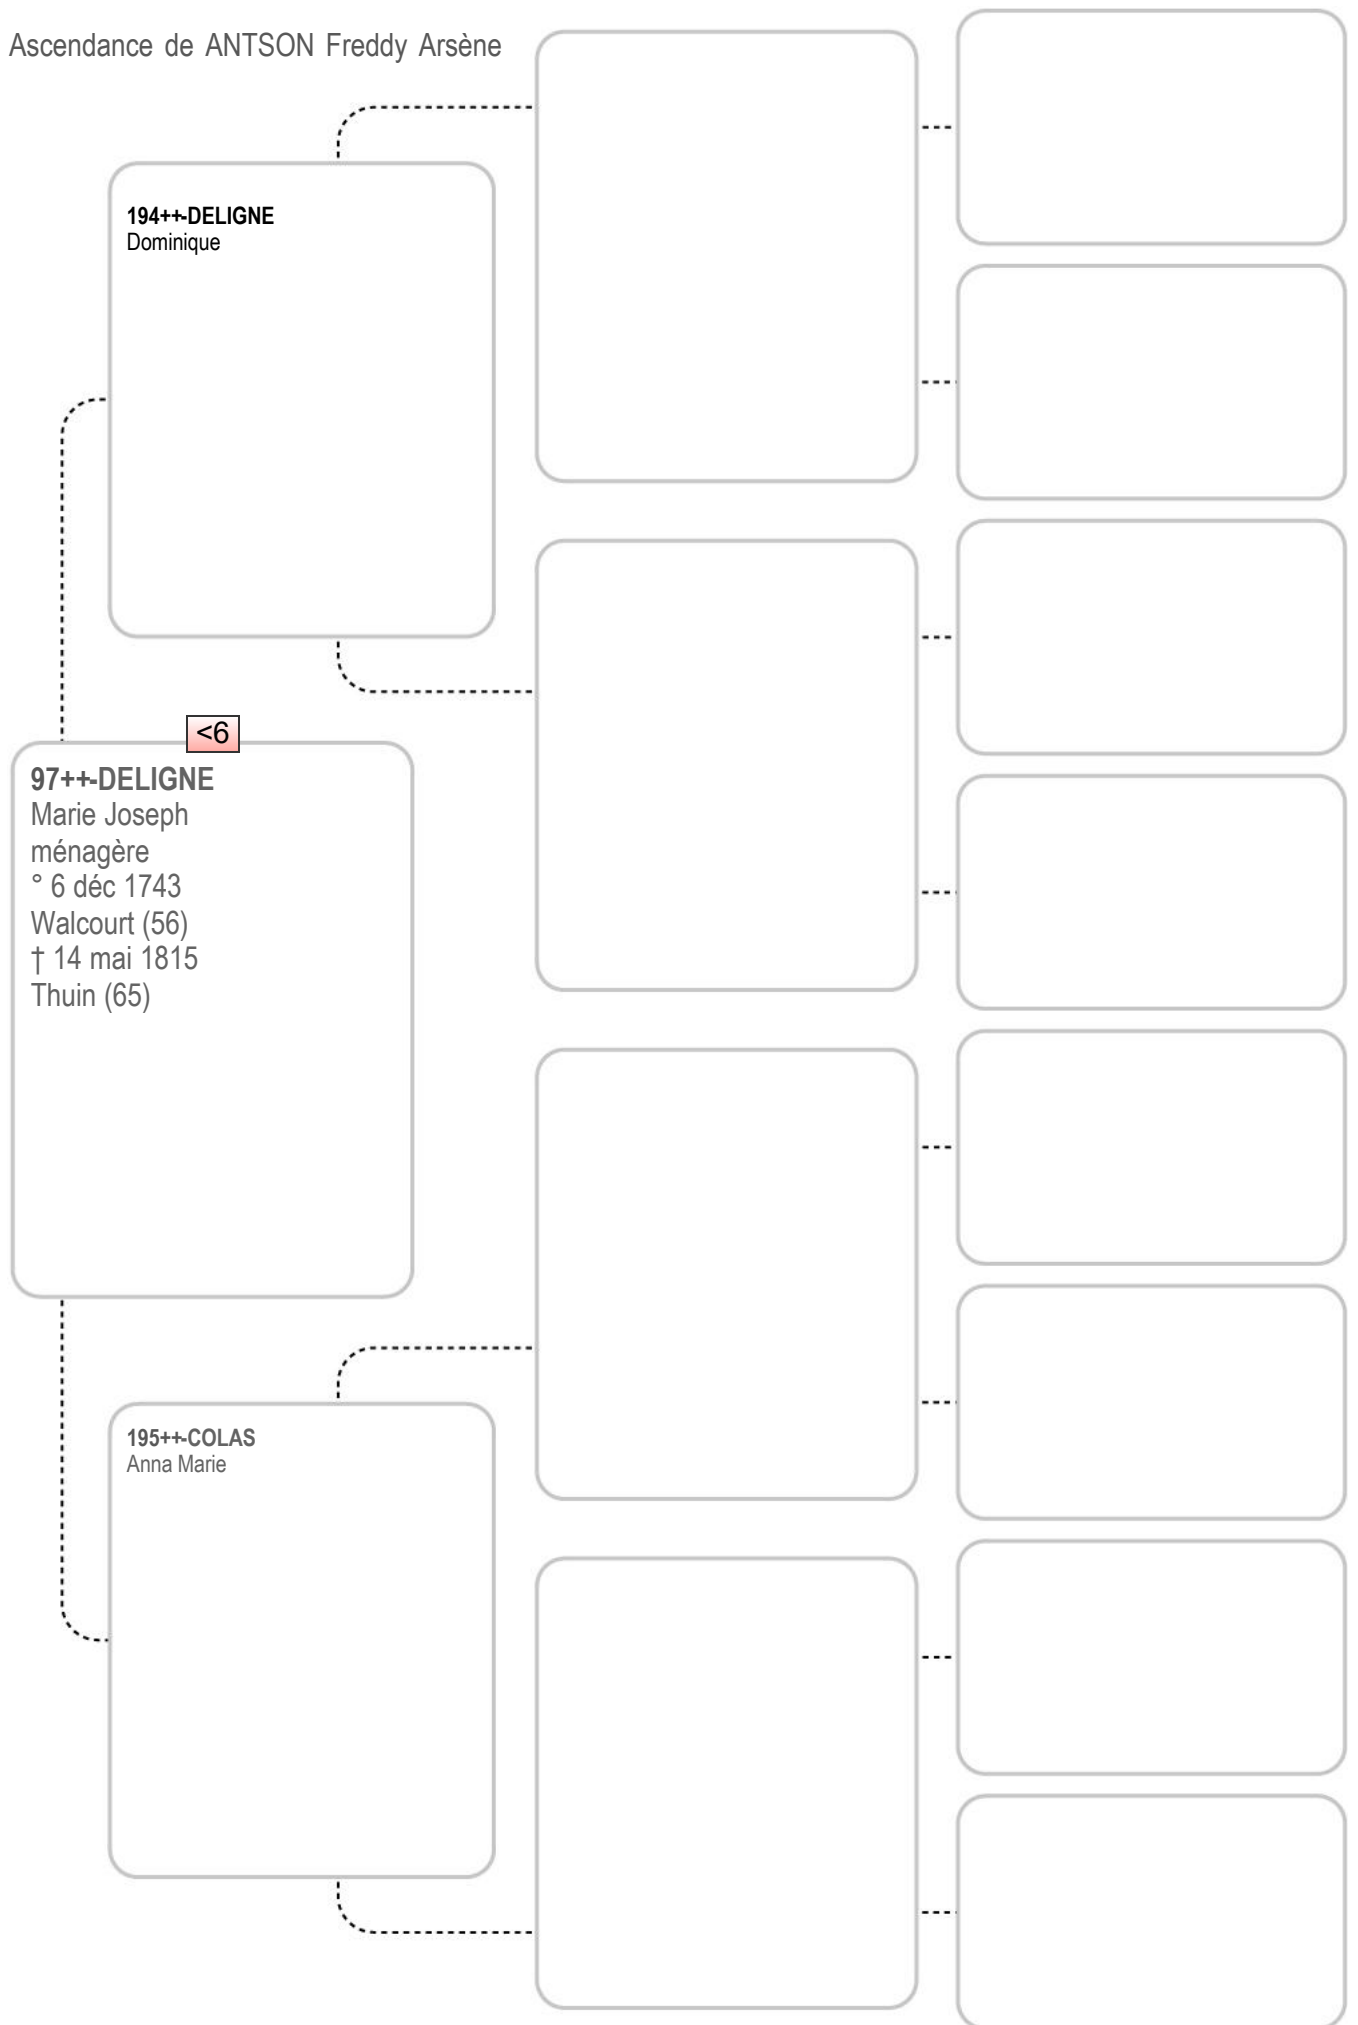 Ascendance de ANTSON Freddy Arsène
194++-DELIGNE
Dominique
<6
97++-DELIGNE
Marie Joseph
ménagère
° 6 déc 1743
Walcourt (56)
† 14 mai 1815
Thuin (65)
195++-COLAS
Anna Marie